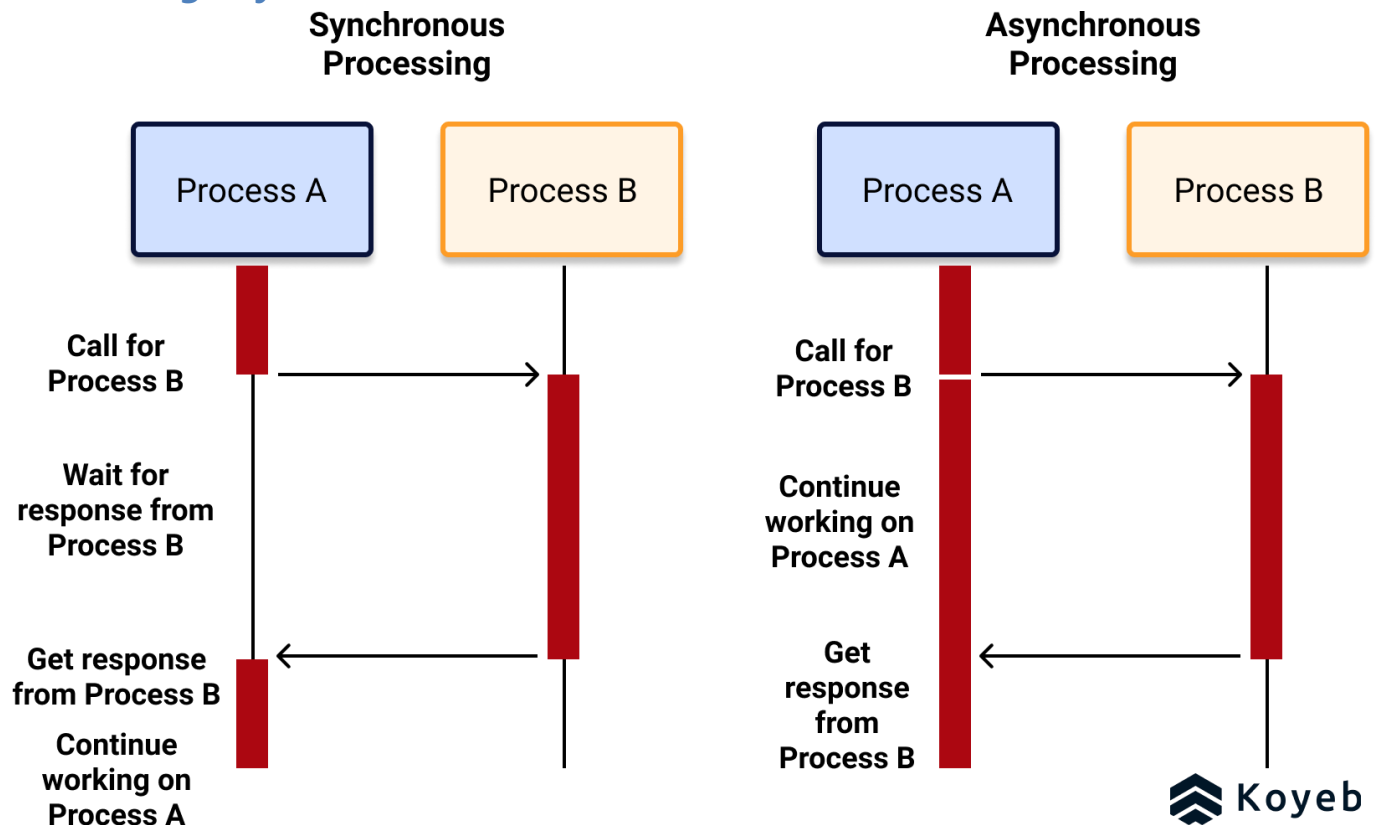 Synchronous
Processing
Process A
Process B
Call for
Process B
Wait for
response from
Process B
Get response
from Process B
Continue
working on
Process A
Asynchronous
Processing
Process A
Process B
Call for
Process B
Continue
working on
Process A
Get
response
from
Process B
Koyeb